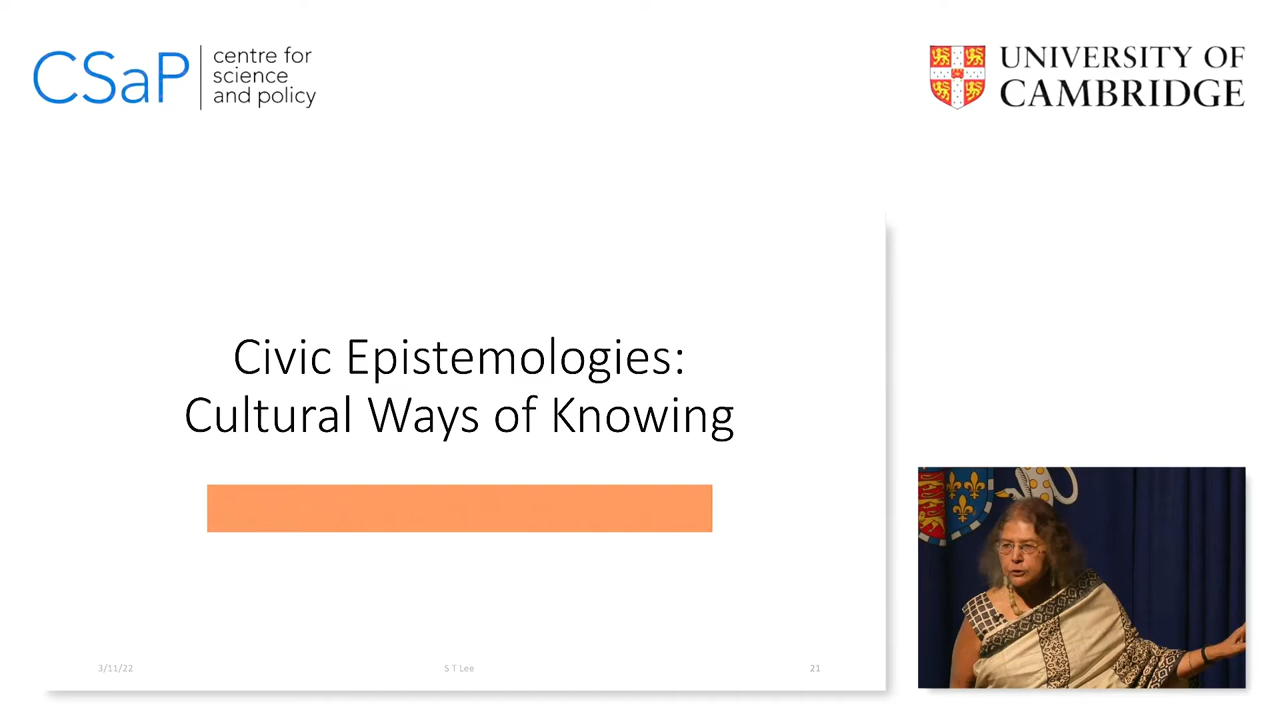 CSaP
centre for
science
and policy
UNIVERSITY OF
CAMBRIDGE
Civic Epistemologies:
Cultural Ways of Knowing
3/11/22
S T Lee
21